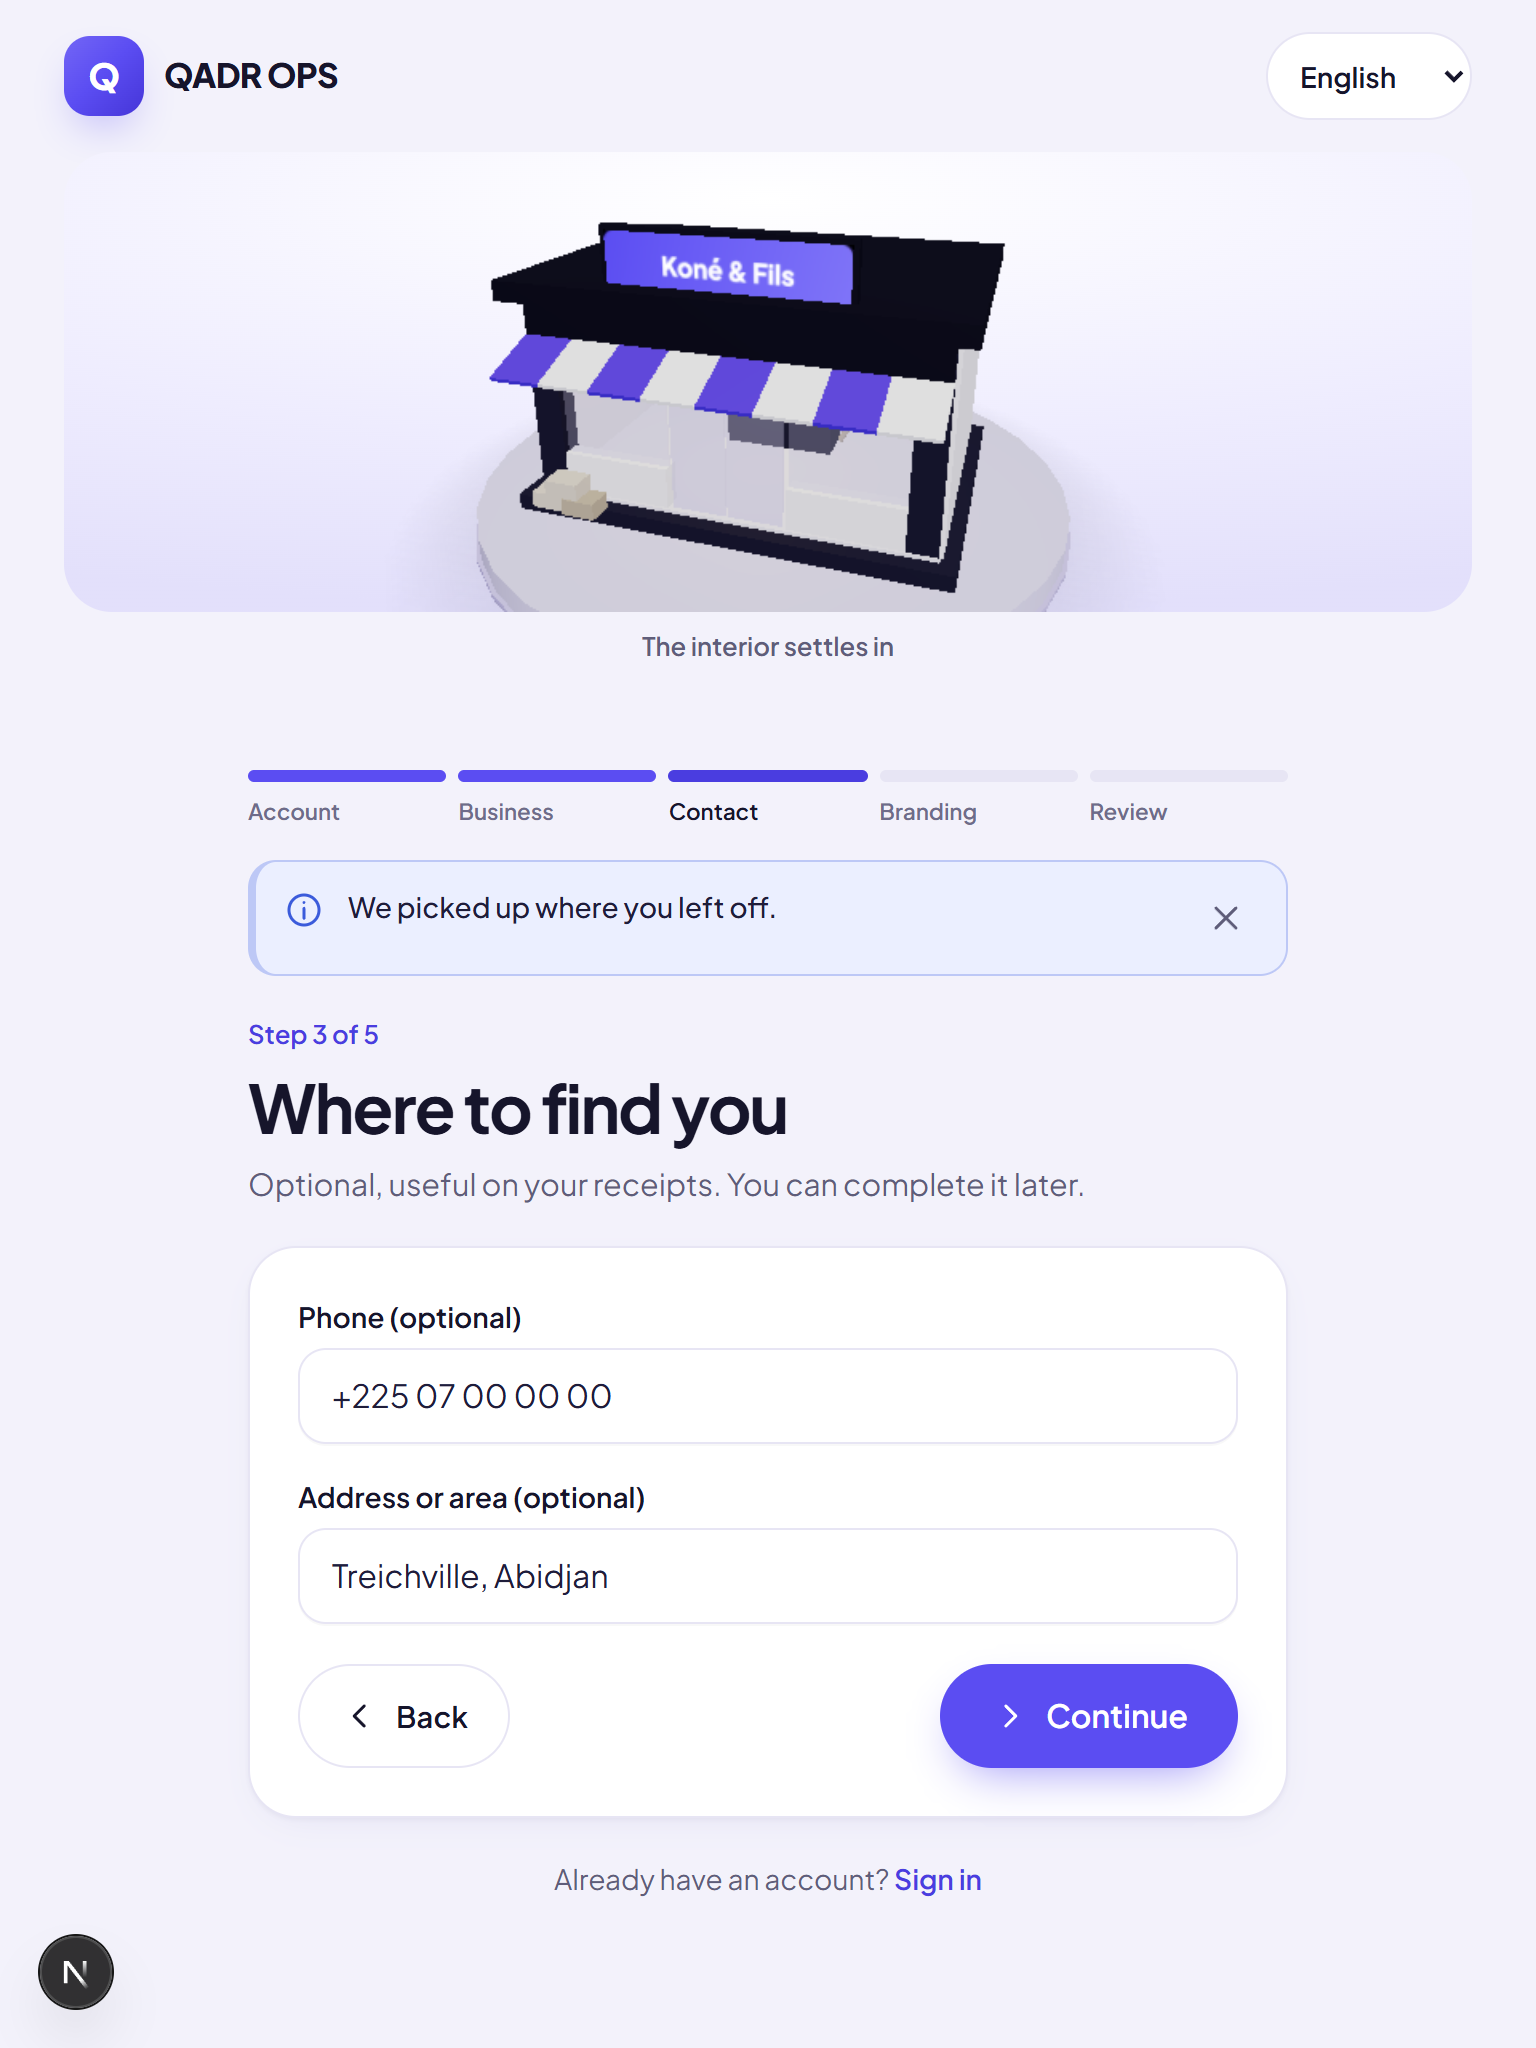 Q
QADR OPS
English
Koné & Fils
The interior settles in
Account
Business
Contact
Branding
Review
We picked up where you left off.
Step 3 of 5
Where to find you
Optional, useful on your receipts. You can complete it later.
Phone (optional)
+225 07 00 00 00
Address or area (optional)
Treichville, Abidjan
Back
Continue
Already have an account? Sign in
N